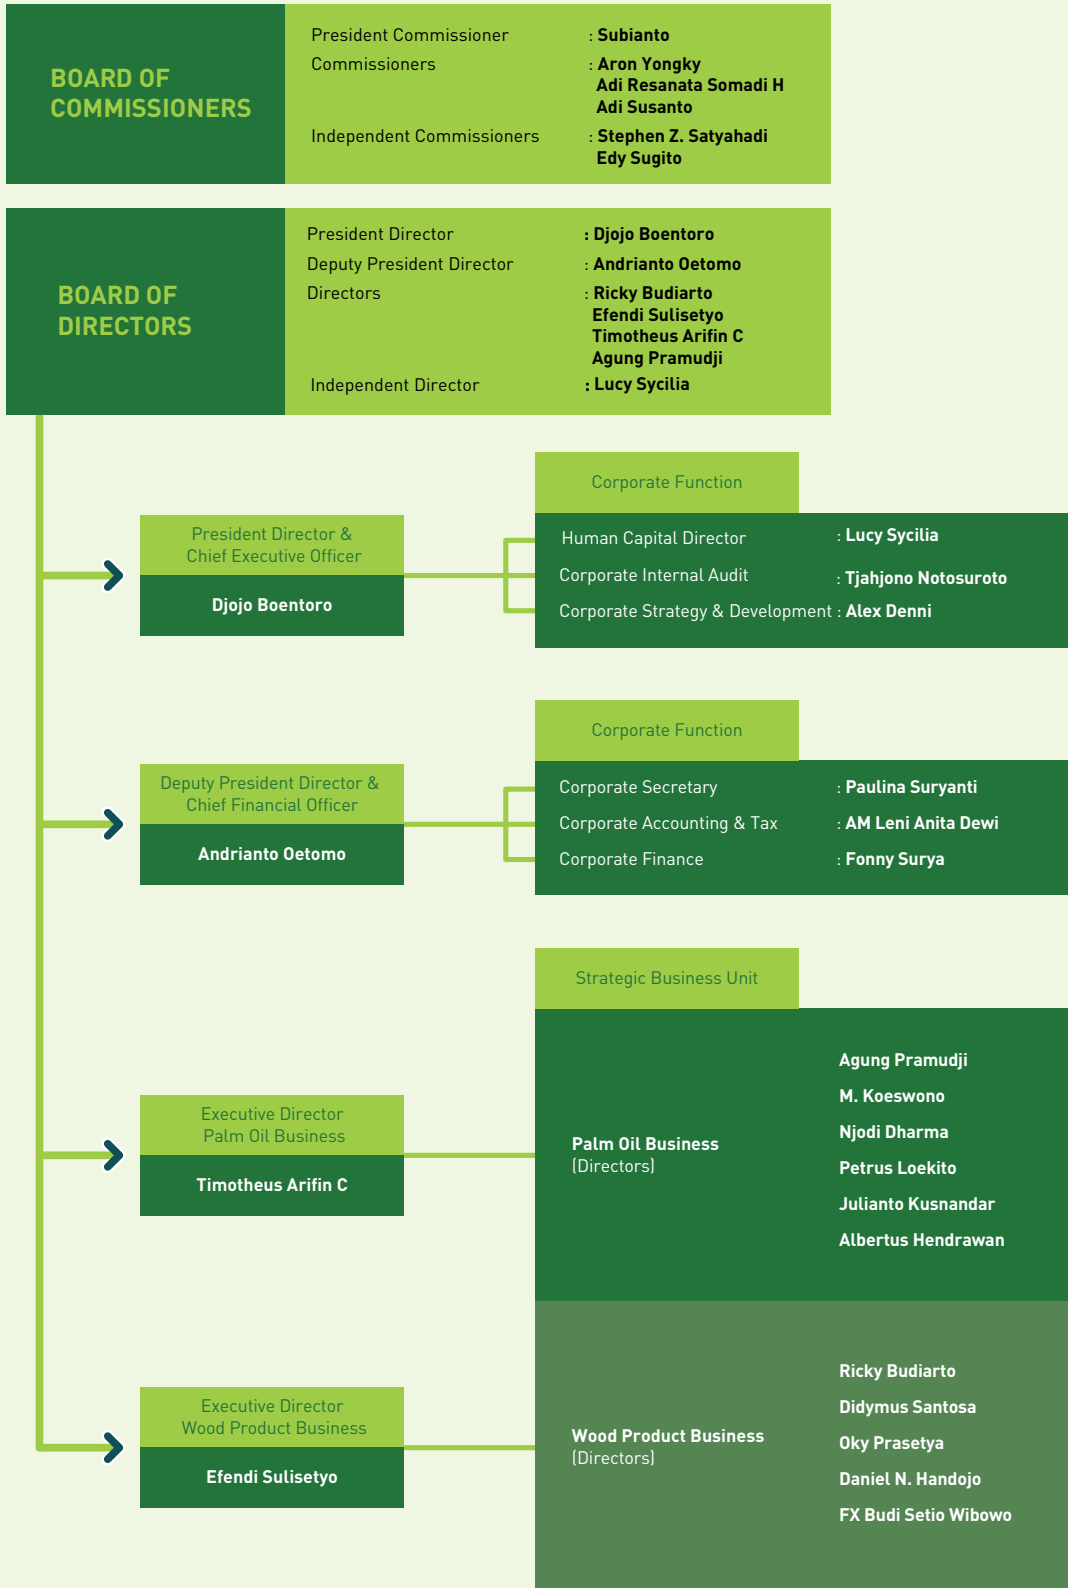 BOARD OF
COMMISSIONERS
President Commissioner : Subianto
Commissioners : Aron Yongky
Adi Resanata Somadi H
Adi Susanto
Independent Commissioners : Stephen Z. Satyahadi
Edy Sugito
BOARD OF
DIRECTORS
President Director : Djojo Boentoro
Deputy President Director : Andrianto Oetomo
Directors : Ricky Budiarto
Efendi Sulisetyo
Timotheus Arifin C
Agung Pramudji
Independent Director : Lucy Sycilia
President Director &
Chief Executive Officer
Djojo Boentoro
Corporate Function
Human Capital Director : Lucy Sycilia
Corporate Internal Audit : Tjahjono Notosuroto
Corporate Strategy & Development : Alex Denni
Deputy President Director &
Chief Financial Officer
Andrianto Oetomo
Corporate Function
Corporate Secretary : Paulina Suryanti
Corporate Accounting & Tax : AM Leni Anita Dewi
Corporate Finance : Fonny Surya
Executive Director
Palm Oil Business
Timotheus Arifin C
Strategic Business Unit
Palm Oil Business
(Directors)
Agung Pramudji
M. Koeswono
Njodi Dharma
Petrus Loekito
Julianto Kusnandar
Albertus Hendrawan
Executive Director
Wood Product Business
Efendi Sulisetyo
Wood Product Business
(Directors)
Ricky Budiarto
Didymus Santosa
Oky Prasetya
Daniel N. Handojo
FX Budi Setio Wibowo